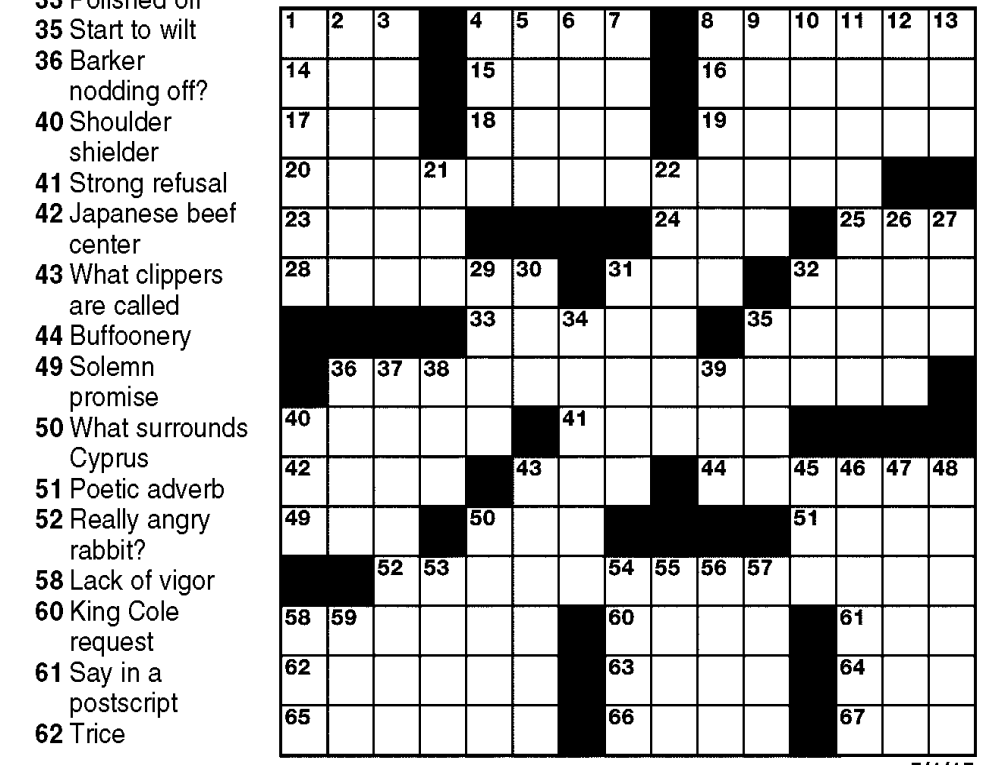 33 Polished off
35 Start to wilt
36 Barker
nodding off?
40 Shoulder
shielder
41 Strong refusal
42 Japanese beef
center
43 What clippers
are called
44 Buffoonery
49 Solemn
promise
50 What surrounds
Cyprus
51 Poetic adverb
52 Really angry
rabbit?
58 Lack of vigor
60 King Cole
request
61 Say in a
postscript
62 Trice
1 2 3 4 5 6 7 8 9 10 11 12 13
14 15 16
17 18 19
20 21 22
23 24 25 26 27
28 29 30 31 32
33 34 35
36 37 38 39
40 41
42 43 44 45 46 47 48
49 50 51
52 53 54 55 56 57
58 59 60 61
62 63 64
65 66 67